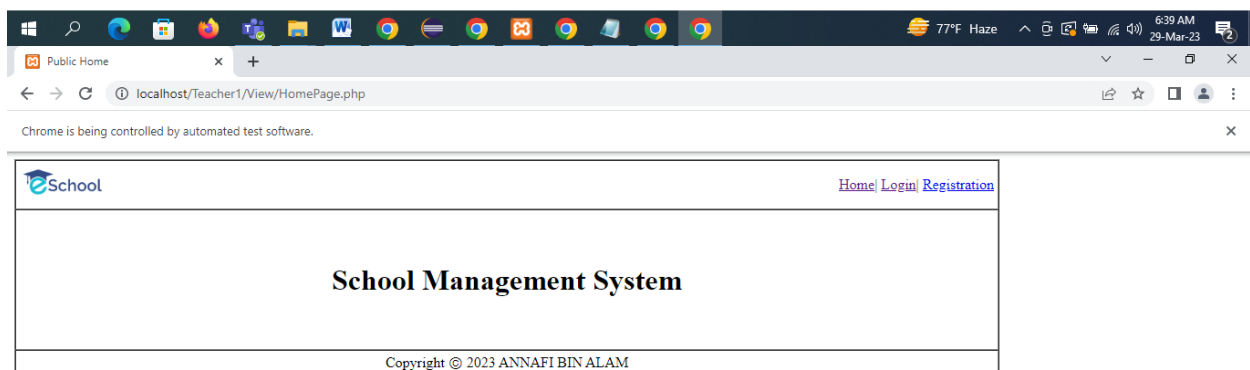 77°F Haze
6:39 AM
29-Mar-23
2
Public Home
localhost/Teacher1/View/HomePage.php
Chrome is being controlled by automated test software.
eSchool
Home| Login| Registration
School Management System
Copyright © 2023 ANNAFI BIN ALAM